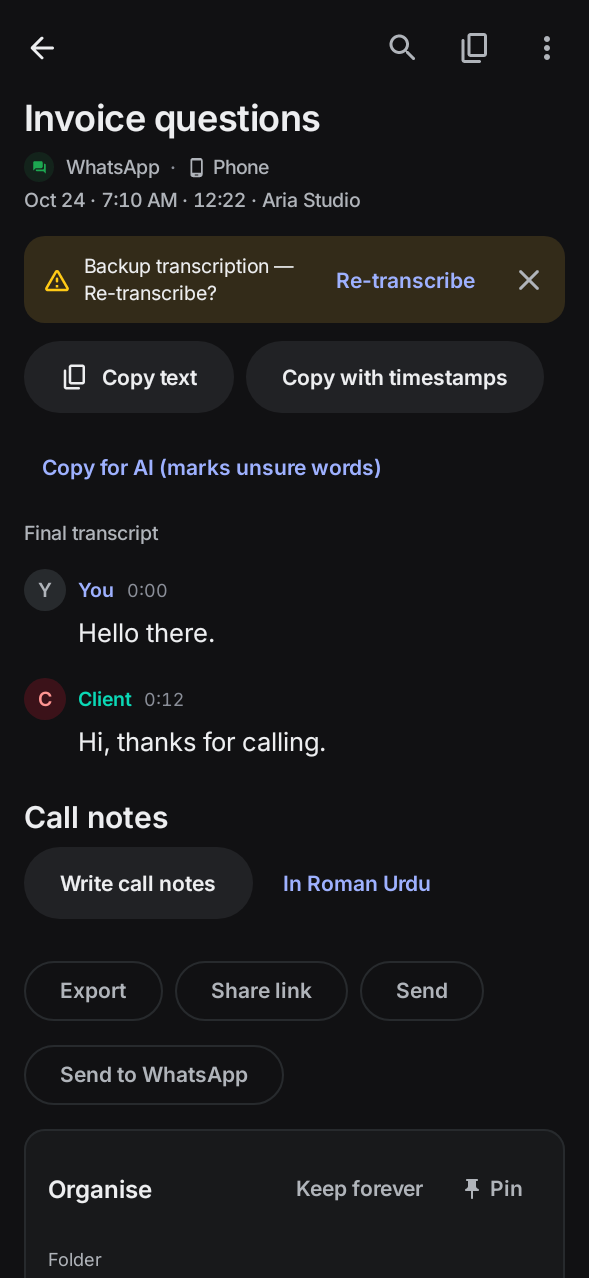 Invoice questions
WhatsApp · Phone
Oct 24 · 7:10 AM · 12:22 · Aria Studio
Backup transcription —
Re-transcribe?
Re-transcribe
Copy text
Copy with timestamps
Copy for AI (marks unsure words)
Final transcript
Y You 0:00
Hello there.
C Client 0:12
Hi, thanks for calling.
Call notes
Write call notes
In Roman Urdu
Export
Share link
Send
Send to WhatsApp
Organise
Keep forever
Pin
Folder